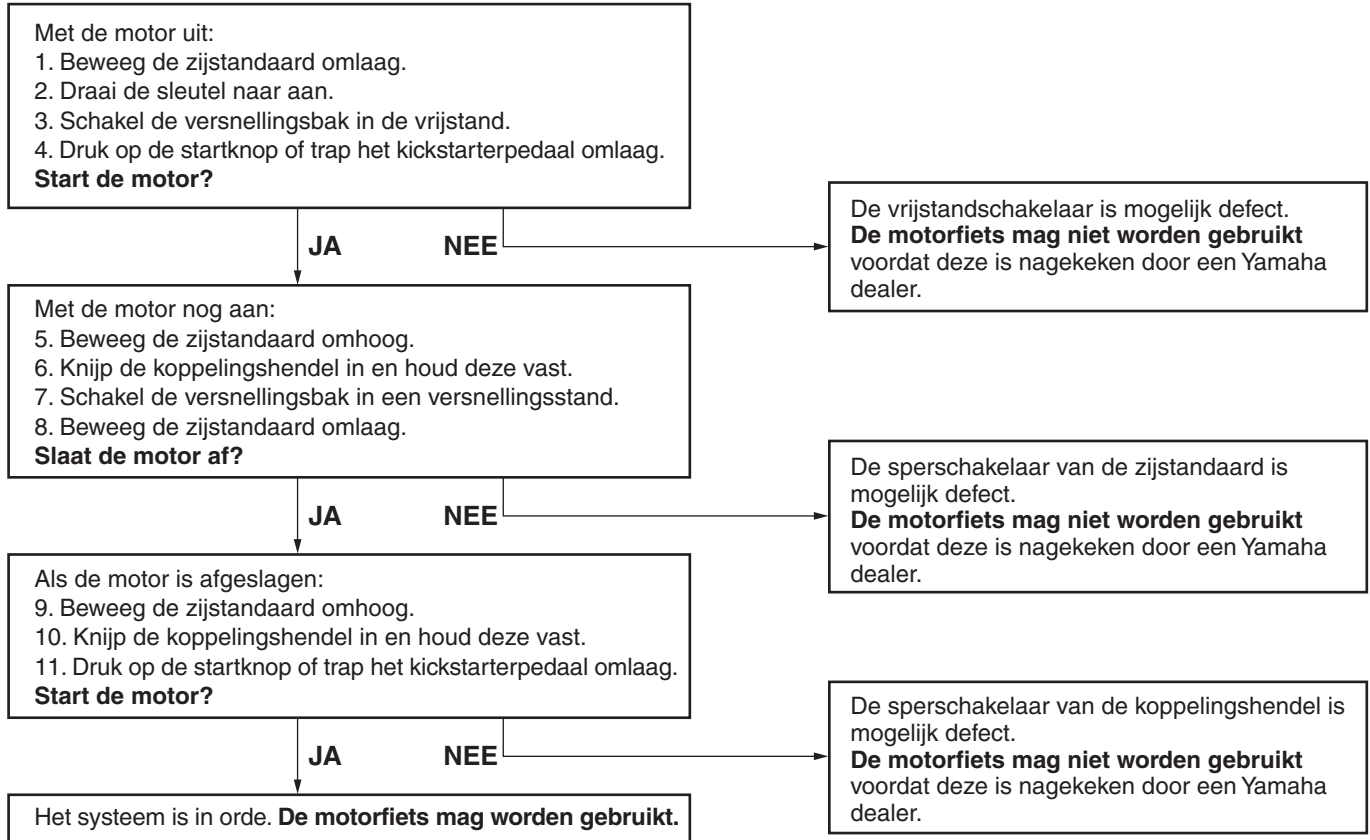 Met de motor uit:
1. Beweeg de zijstandaard omlaag.
2. Draai de sleutel naar aan.
3. Schakel de versnellingsbak in de vrijstand.
4. Druk op de startknop of trap het kickstarterpedaal omlaag.
Start de motor?
JA NEE
De vrijstandschakelaar is mogelijk defect.
De motorfiets mag niet worden gebruikt
voordat deze is nagekeken door een Yamaha
dealer.
Met de motor nog aan:
5. Beweeg de zijstandaard omhoog.
6. Knijp de koppelingshendel in en houd deze vast.
7. Schakel de versnellingsbak in een versnellingsstand.
8. Beweeg de zijstandaard omlaag.
Slaat de motor af?
JA NEE
De sperschakelaar van de zijstandaard is
mogelijk defect.
De motorfiets mag niet worden gebruikt
voordat deze is nagekeken door een Yamaha
dealer.
Als de motor is afgeslagen:
9. Beweeg de zijstandaard omhoog.
10. Knijp de koppelingshendel in en houd deze vast.
11. Druk op de startknop of trap het kickstarterpedaal omlaag.
Start de motor?
JA NEE
De sperschakelaar van de koppelingshendel is
mogelijk defect.
De motorfiets mag niet worden gebruikt
voordat deze is nagekeken door een Yamaha
dealer.
Het systeem is in orde. De motorfiets mag worden gebruikt.